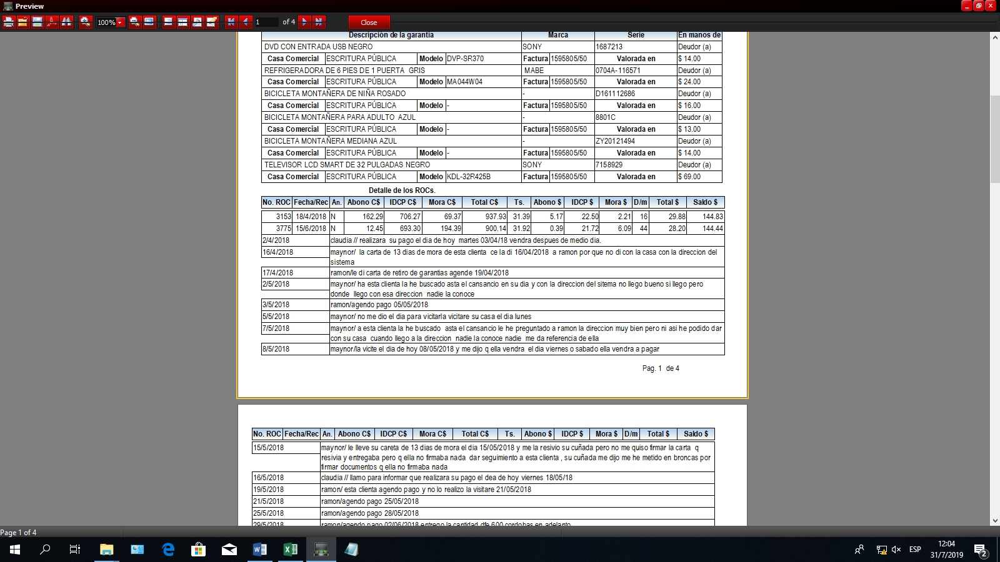 Preview
100%
1
of 4
Close
Descripción de la garantía Marca Serie En manos de
DVD CON ENTRADA USB NEGRO SONY 1687213 Deudor (a)
Casa Comercial ESCRITURA PÚBLICA Modelo DVP-SR370 Factura 1595805/50 Valorada en $ 14.00
REFRIGERADORA DE 6 PIES DE 1 PUERTA GRIS MABE 0704A-116571 Deudor (a)
Casa Comercial ESCRITURA PÚBLICA Modelo MA044W04 Factura 1595805/50 Valorada en $ 24.00
BICICLETA MONTAÑERA DE NIÑA ROSADO - D161112686 Deudor (a)
Casa Comercial ESCRITURA PÚBLICA Modelo - Factura 1595805/50 Valorada en $ 16.00
BICICLETA MONTAÑERA PARA ADULTO AZUL - 8801C Deudor (a)
Casa Comercial ESCRITURA PÚBLICA Modelo - Factura 1595805/50 Valorada en $ 13.00
BICICLETA MONTAÑERA MEDIANA AZUL - ZY20121494 Deudor (a)
Casa Comercial ESCRITURA PÚBLICA Modelo - Factura 1595805/50 Valorada en $ 14.00
TELEVISOR LCD SMART DE 32 PULGADAS NEGRO SONY 7158929 Deudor (a)
Casa Comercial ESCRITURA PÚBLICA Modelo KDL-32R425B Factura 1595805/50 Valorada en $ 69.00
Detalle de los ROCs.
No. ROC Fecha/Rec An. Abono C$ IDCP C$ Mora C$ Total C$ Ts. Abono $ IDCP $ Mora $ D/m Total $ Saldo $
3153 18/4/2018 N 162.29 706.27 69.37 937.93 31.39 5.17 22.50 2.21 16 29.88 144.83
3775 15/6/2018 N 12.45 693.30 194.39 900.14 31.92 0.39 21.72 6.09 44 28.20 144.44
2/4/2018 claudia // realizara su pago el dia de hoy martes 03/04/18 vendra despues de medio dia.
16/4/2018 maynor/ la carta de 13 dias de mora de esta clienta ce la di 16/04/2018 a ramon por que no di con la casa con la direccion del
sistema
17/4/2018 ramon/le di carta de retiro de garantias agende 19/04/2018
2/5/2018 maynor/ ha esta clienta la he buscado asta el cansancio en su dia y con la direccion del sitema no llego bueno si llego pero
donde llego con esa direccion nadie la conoce
3/5/2018 ramon/agendo pago 05/05/2018
5/5/2018 maynor/ no me dio el dia para vicitarla vicitare su casa el dia lunes
7/5/2018 maynor/ a esta clienta la he buscado asta el cansancio le he preguntado a ramon la direccion muy bien pero ni asi he podido dar
con su casa cuando llego a la direccion nadie la conoce nadie me da referencia de ella
8/5/2018 maynor/la vicite el dia de hoy 08/05/2018 y me dijo q ella vendra el dia viernes o sabado ella vendra a pagar
Pag. 1 de 4
No. ROC Fecha/Rec An. Abono C$ IDCP C$ Mora C$ Total C$ Ts. Abono $ IDCP $ Mora $ D/m Total $ Saldo $
15/5/2018 maynor/ le lleve su careta de 13 dias de mora el dia 15/05/2018 y me la resivio su cuñada pero no me quiso firmar la carta q
resivia y entregaba pero q ella no firmaba nada dar seguimiento a esta clienta , su cuñada me dijo me he metido en broncas por
firmar documentos q ella no firmaba nada
16/5/2018 claudia // llamo para informar que realizara su pago el dea de hoy viernes 18/05/18
19/5/2018 ramon/ esta clienta agendo pago y no lo realizo la visitare 21/05/2018
21/5/2018 ramon/agendo pago 25/05/2018
25/5/2018 ramon/agendo pago 28/05/2018
29/5/2018 ramon/agendo pago 02/06/2018 entrego la cantidad dfe 600 cordobas en adelanto
Page 1 of 4
ESP
12:04
31/7/2019
2